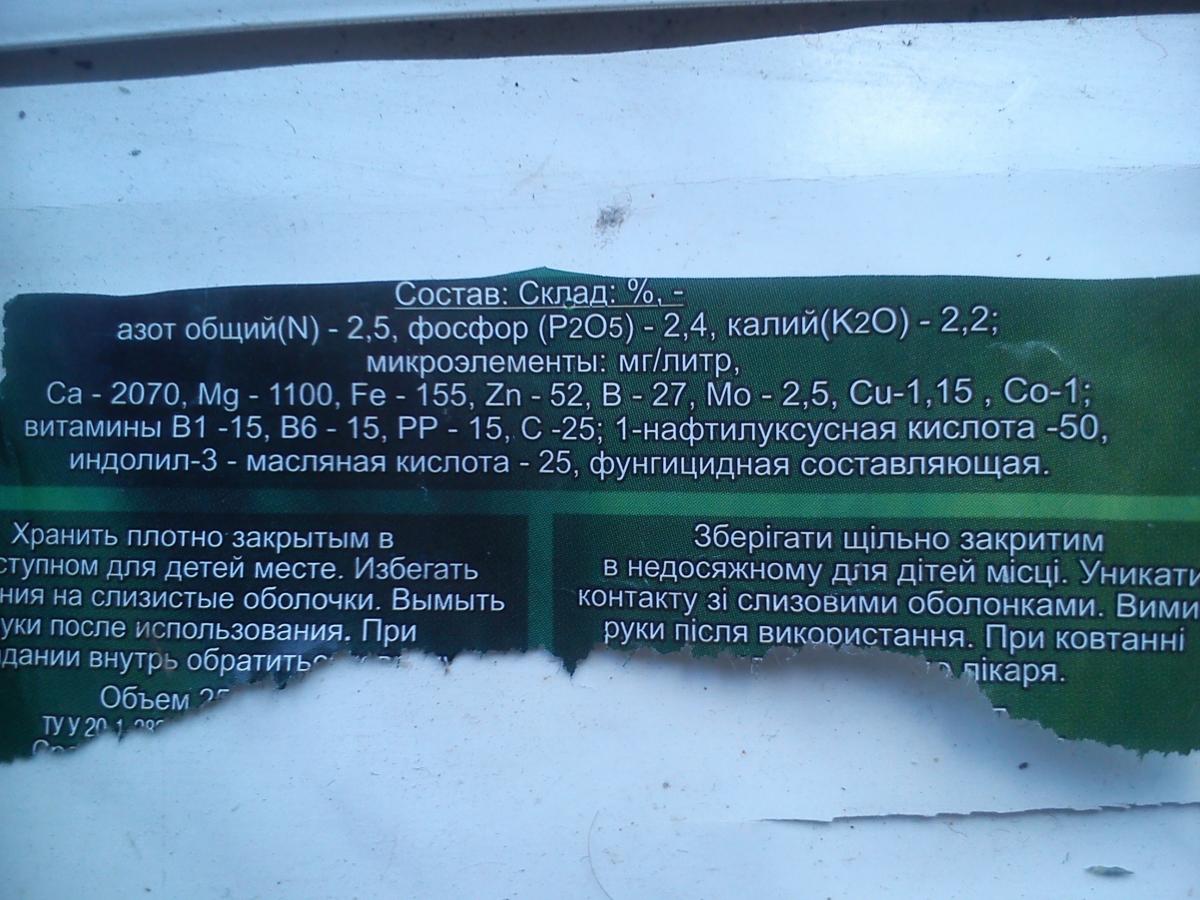 Состав: Склад: %, -
азот общий(N) - 2,5, фосфор (P2O5) - 2,4, калий(K2O) - 2,2;
микроэлементы: мг/литр,
Ca - 2070, Mg - 1100, Fe - 155, Zn - 52, B - 27, Mo - 2,5, Cu-1,15 , Co-1;
витамины B1 -15, B6 - 15, PP - 15, C -25; 1-нафтилуксусная кислота -50,
индолил-3 - масляная кислота - 25, фунгицидная составляющая.
Хранить плотно закрытым в
ступном для детей месте. Избегать
ния на слизистые оболочки. Вымыть
уки после использования. При
дании внутрь
Объем
ТУ У
Зберігати щільно закритим
в недосяжному для дітей місці. Уникати
контакту зі слизовими оболонками. Вими
руки після використання. При ковтанні
лікаря.